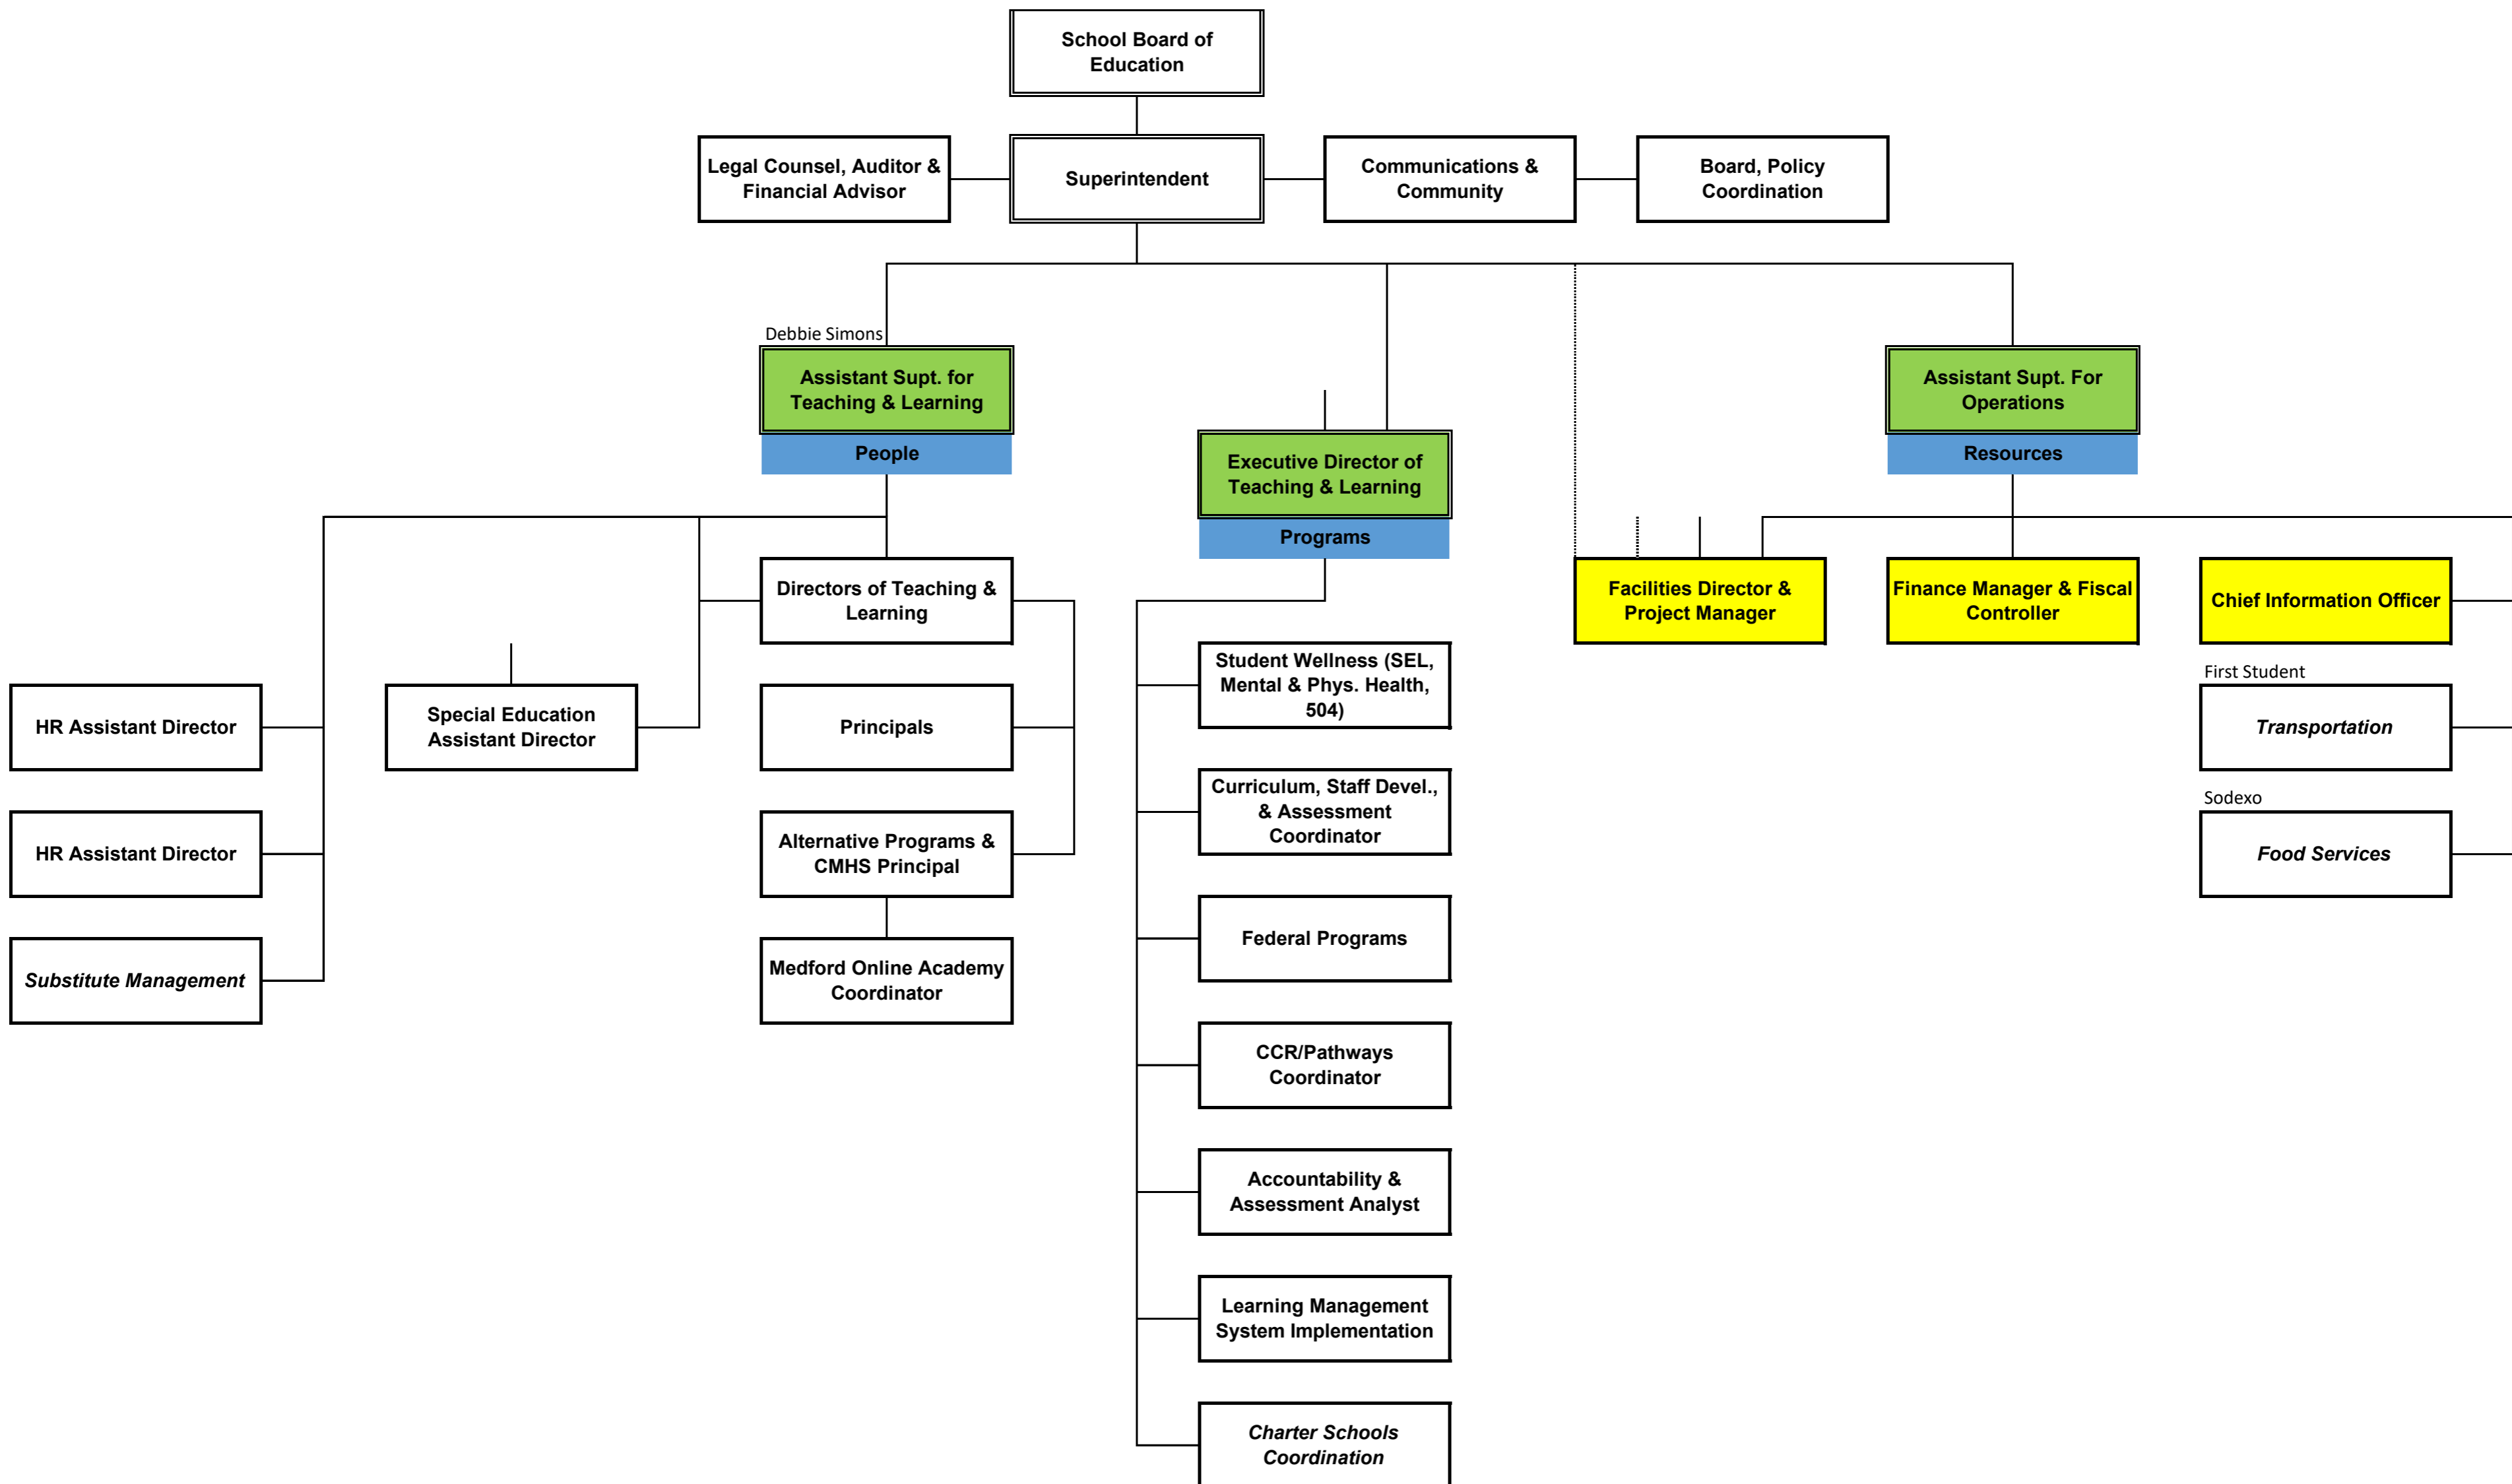 School Board of
Education
Legal Counsel, Auditor &
Financial Advisor
Superintendent
Communications &
Community
Board, Policy
Coordination
Debbie Simons
Assistant Supt. for
Teaching & Learning
People
Executive Director of
Teaching & Learning
Programs
Assistant Supt. For
Operations
Resources
Directors of Teaching &
Learning
Facilities Director &
Project Manager
Finance Manager & Fiscal
Controller
Chief Information Officer
HR Assistant Director
Special Education
Assistant Director
Principals
Student Wellness (SEL,
Mental & Phys. Health,
504)
First Student
Transportation
HR Assistant Director
Alternative Programs &
CMHS Principal
Curriculum, Staff Devel.,
& Assessment
Coordinator
Sodexo
Food Services
Substitute Management
Medford Online Academy
Coordinator
Federal Programs
CCR/Pathways
Coordinator
Accountability &
Assessment Analyst
Learning Management
System Implementation
Charter Schools
Coordination